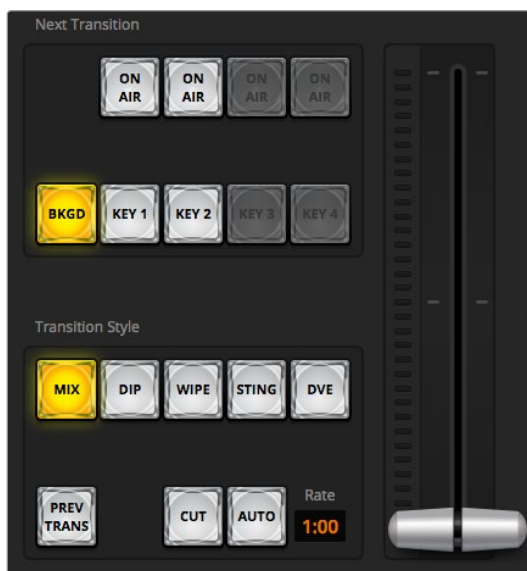 Next Transition
ON AIR ON AIR ON AIR ON AIR
BKGD KEY 1 KEY 2 KEY 3 KEY 4
Transition Style
MIX DIP WIPE STING DVE
Rate
PREV TRANS CUT AUTO 1:00